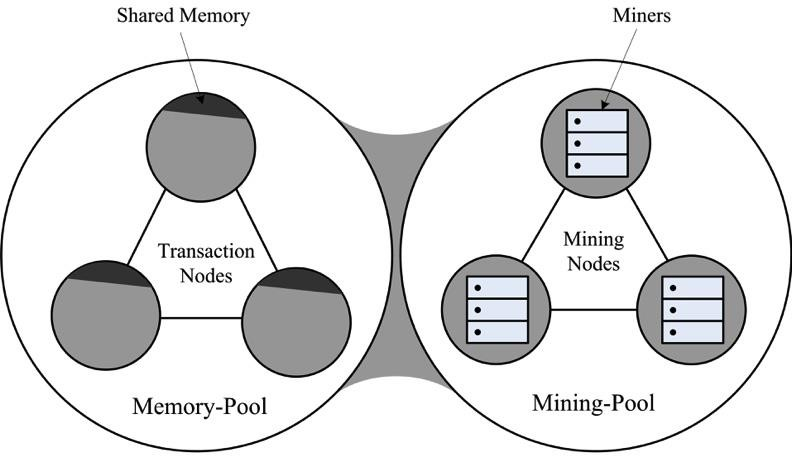 Shared Memory
Miners
Transaction
Nodes
Mining
Nodes
Memory-Pool
Mining-Pool